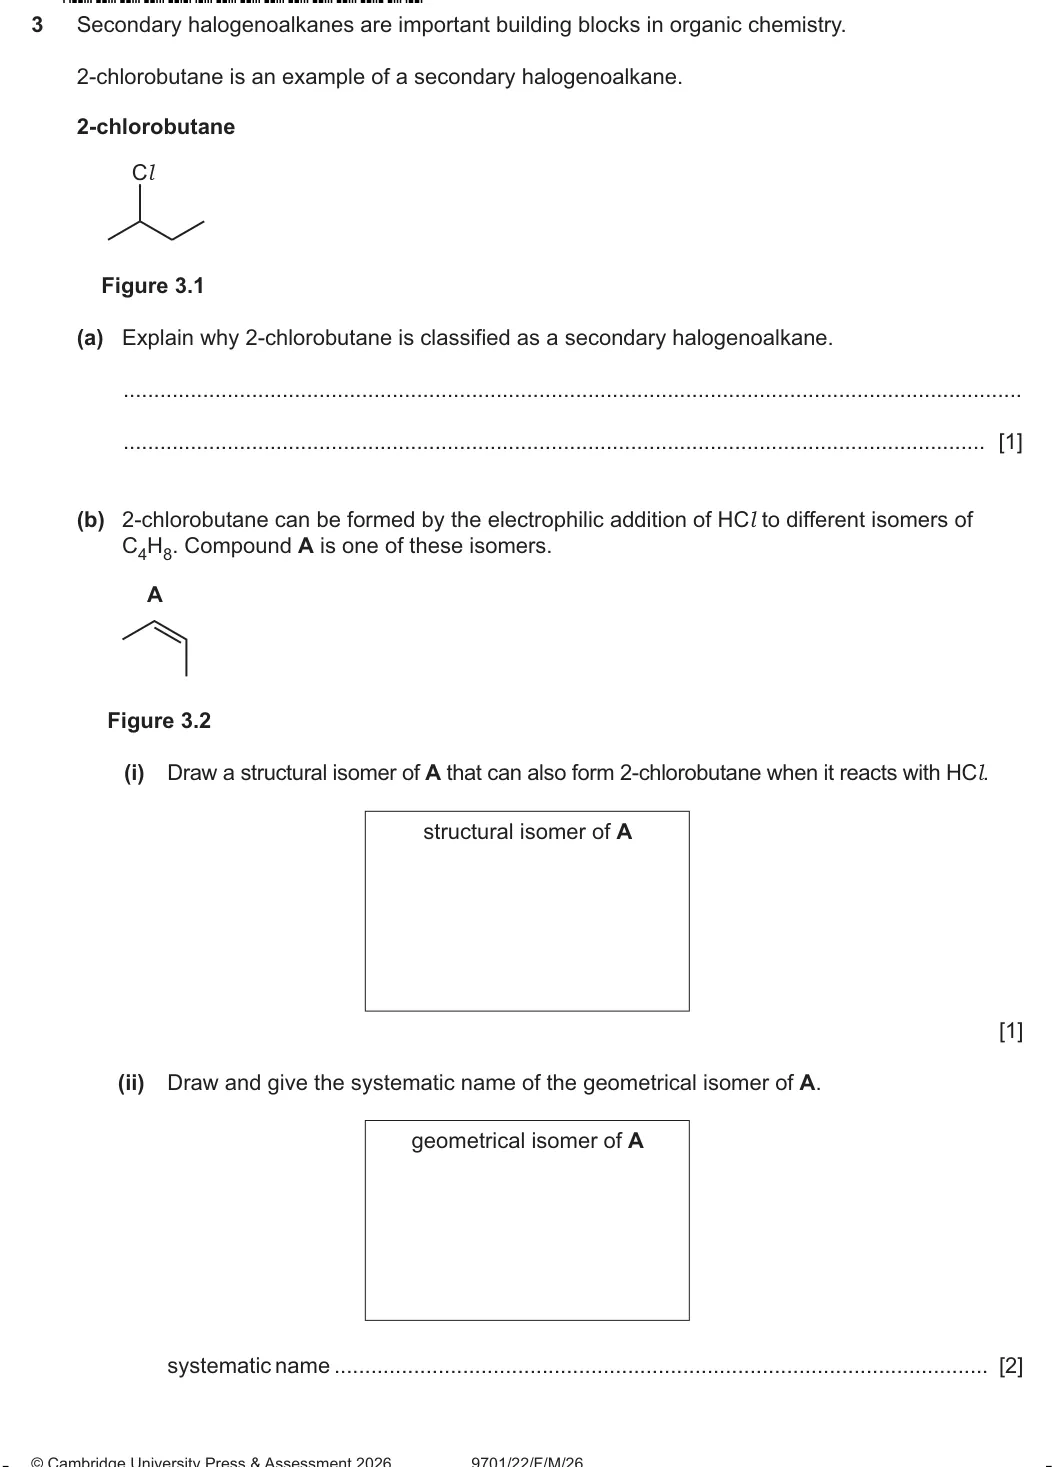 3 Secondary halogenoalkanes are important building blocks in organic chemistry.
2-chlorobutane is an example of a secondary halogenoalkane.
2-chlorobutane
Cl
Figure 3.1
(a) Explain why 2-chlorobutane is classified as a secondary halogenoalkane.
..........................................................................................................................................................
.................................................................................................................................................... [1]
(b) 2-chlorobutane can be formed by the electrophilic addition of HCl to different isomers of
C4H8. Compound A is one of these isomers.
A
Figure 3.2
(i) Draw a structural isomer of A that can also form 2-chlorobutane when it reacts with HCl.
structural isomer of A
[1]
(ii) Draw and give the systematic name of the geometrical isomer of A.
geometrical isomer of A
systematic name ............................................................................................................ [2]
© Cambridge University Press & Assessment 2026 9701/22/F/M/26